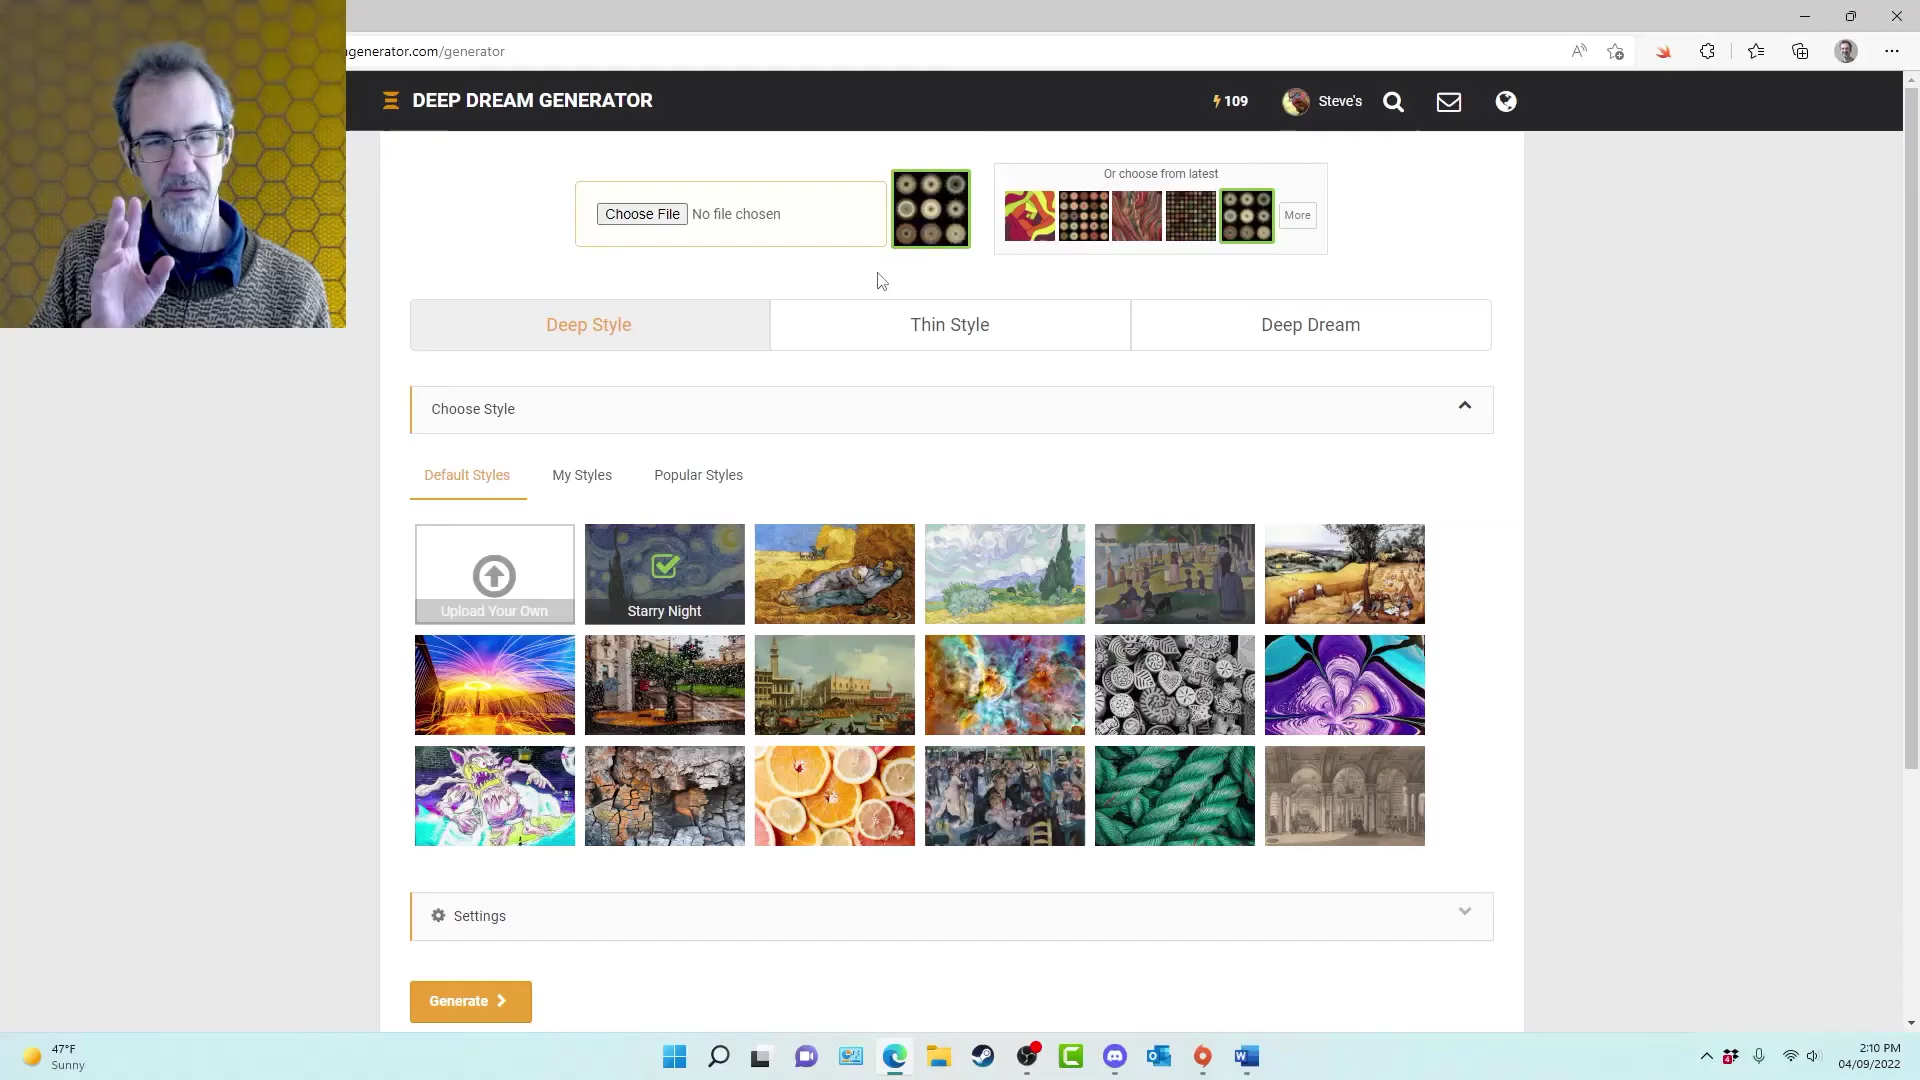 generator.com/generator
DEEP DREAM GENERATOR
109
Steve's
Or choose from latest
Choose File No file chosen
More
Deep Style
Thin Style
Deep Dream
Choose Style
Default Styles
My Styles
Popular Styles
Upload Your Own
Starry Night
Settings
Generate
47°F
Sunny
2:10 PM
04/09/2022